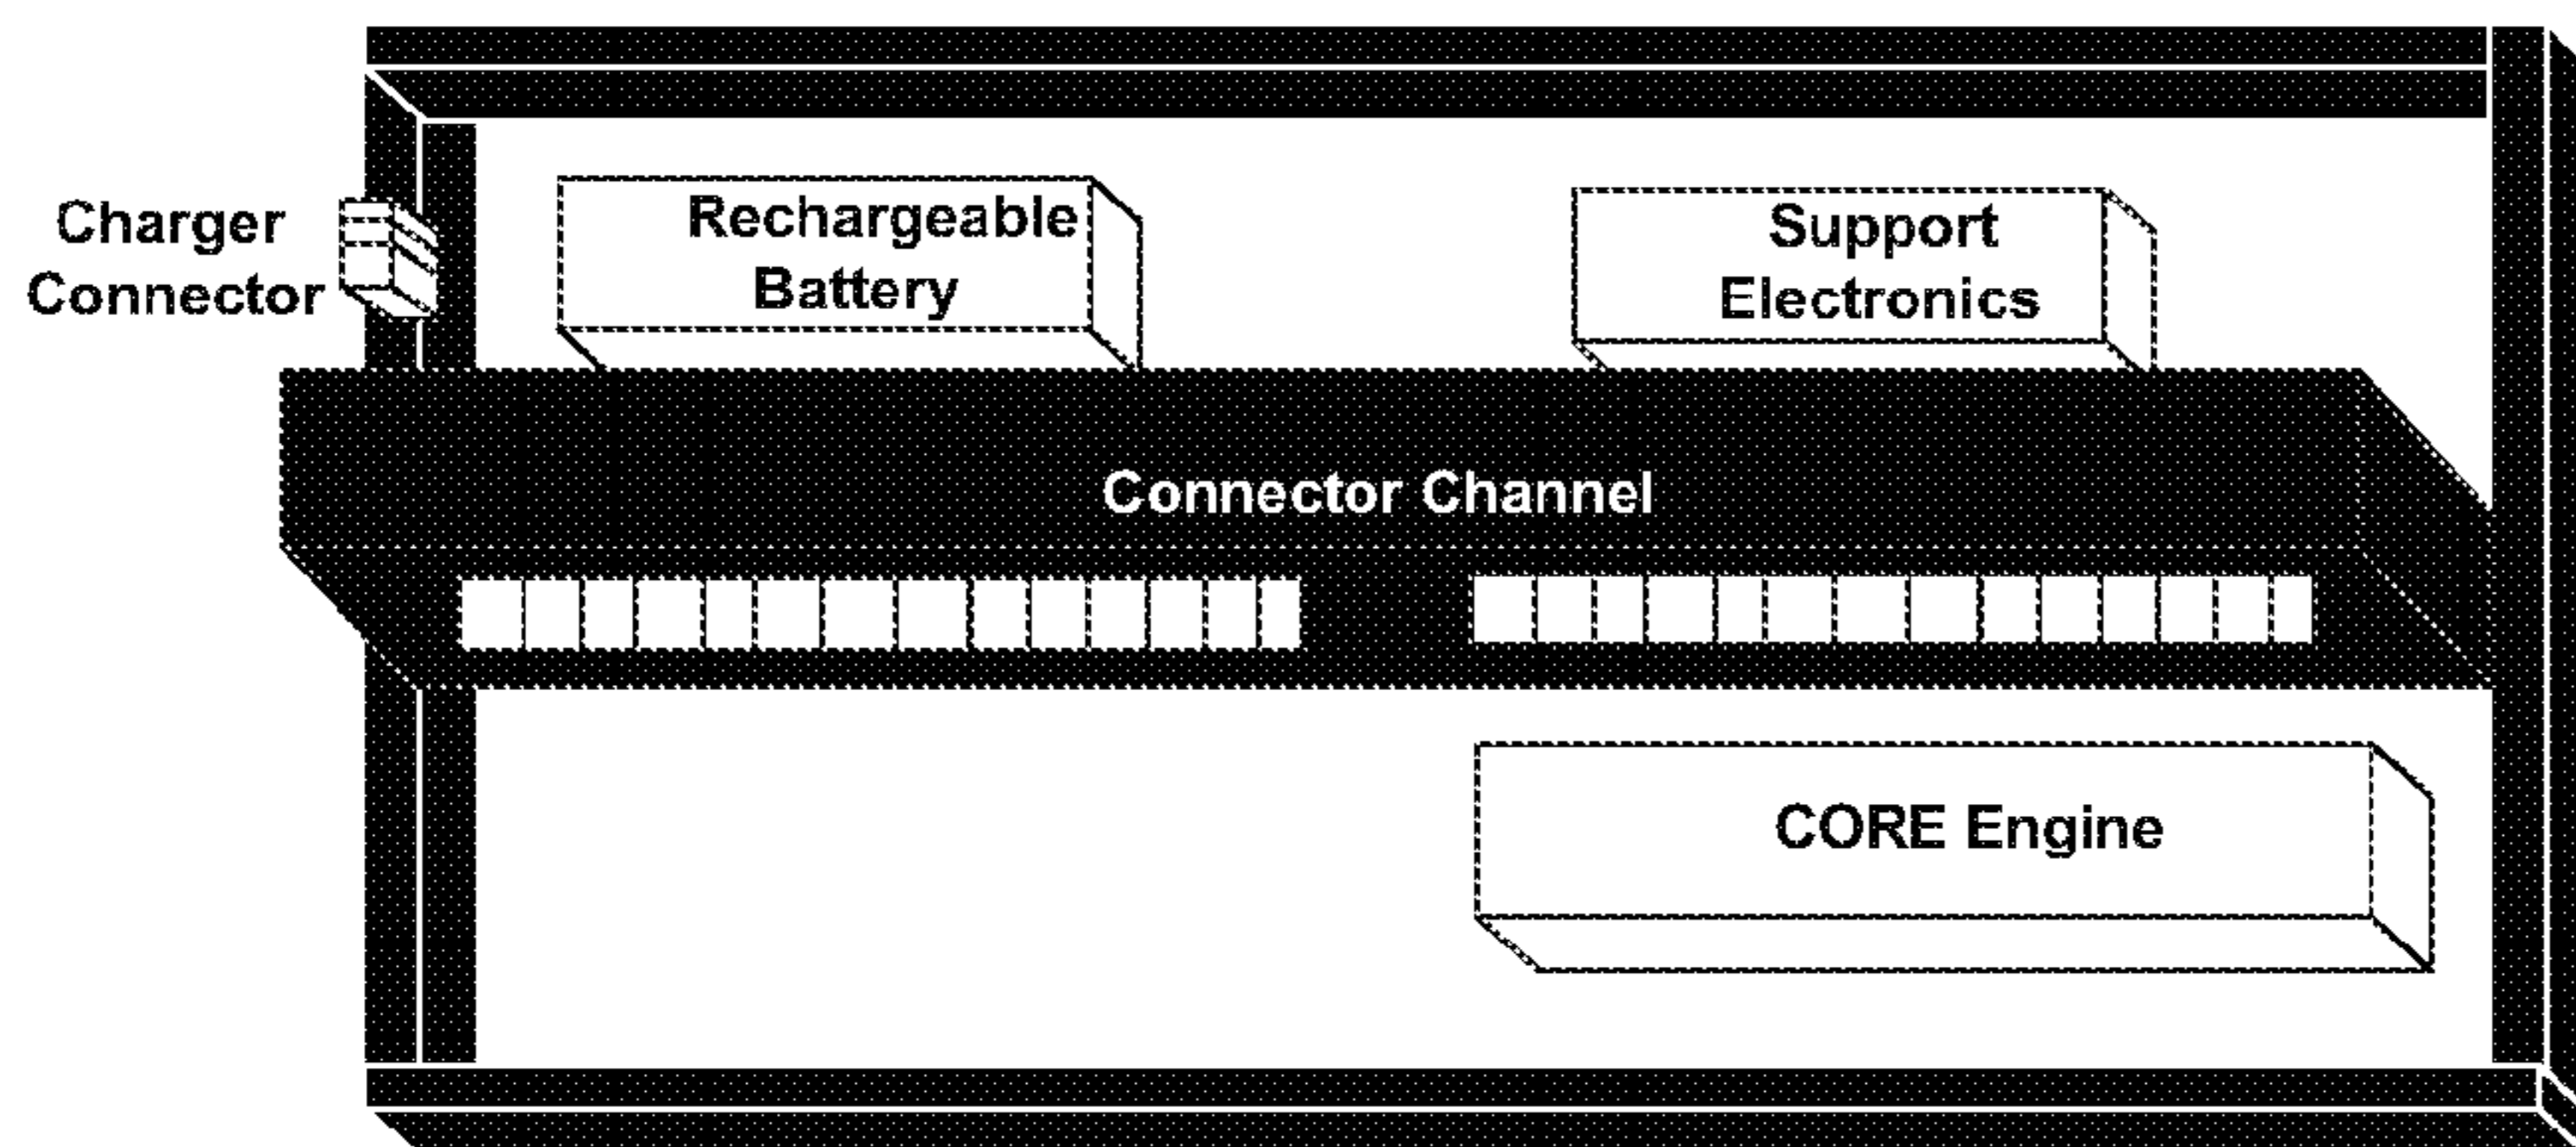 Charger
Connector
Rechargeable
Battery
Support
Electronics
Connector Channel
CORE Engine